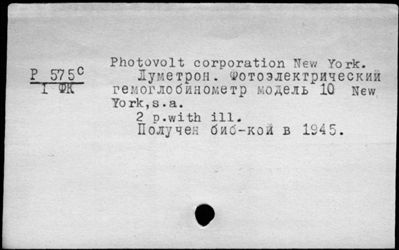 Photovolt corporation New York.
P 575c
1 ФК
Луметрон. Фотоэлектрический
гемоглобинометр модель 10 New
York,s.a.
2 p.with ill.
Получен биб-кой в 1945.